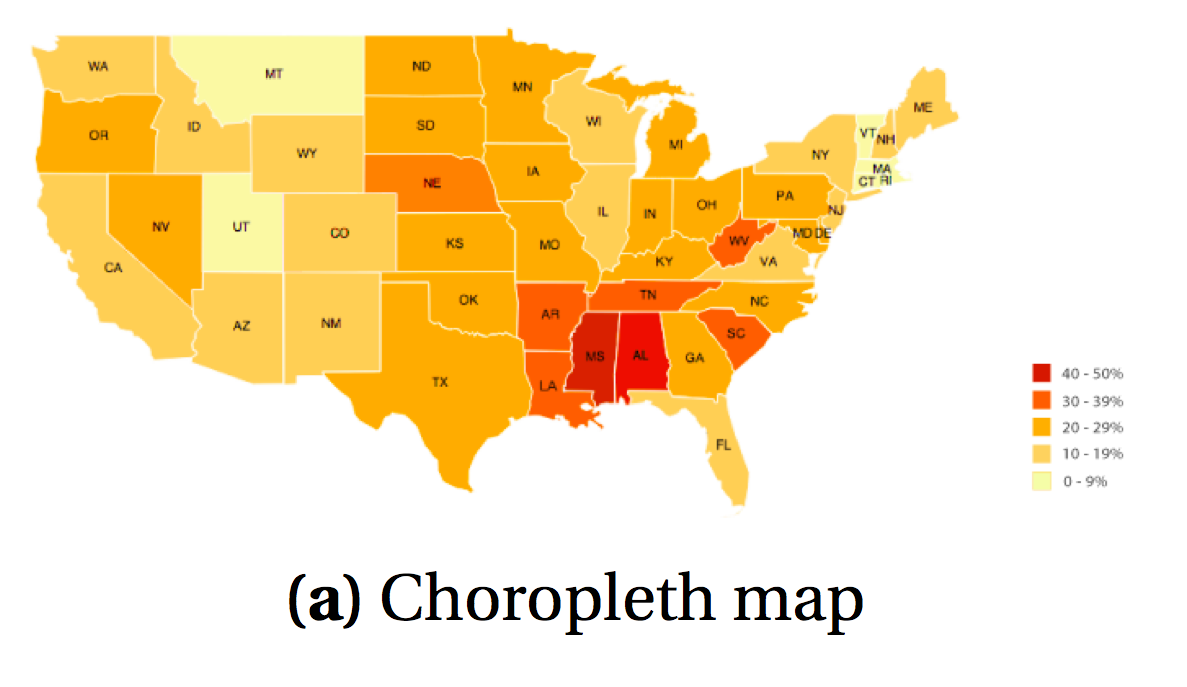 WA
MT
ND
MN
OR
ID
SD
WI
MI
ME
VT
NH
WY
NY
MA
CT RI
NE
IA
NV
UT
CO
KS
MO
IL
IN
OH
PA
NJ
WV
MD DE
CA
KY
VA
AZ
NM
OK
AR
TN
NC
TX
LA
MS
AL
GA
SC
FL
40 - 50%
30 - 39%
20 - 29%
10 - 19%
0 - 9%
(a) Choropleth map